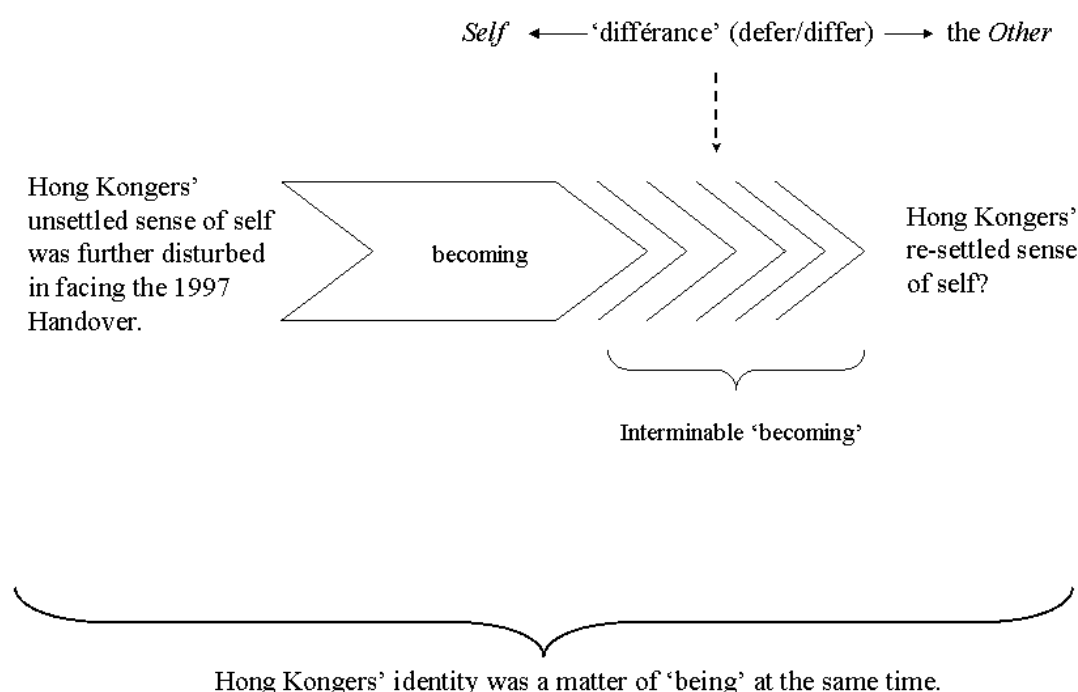 Self ‘différance’ (defer/differ) the Other
Hong Kongers’
unsettled sense of self
was further disturbed
in facing the 1997
Handover.
becoming
Hong Kongers’
re-settled sense
of self?
Interminable ‘becoming’
Hong Kongers’ identity was a matter of ‘being’ at the same time.